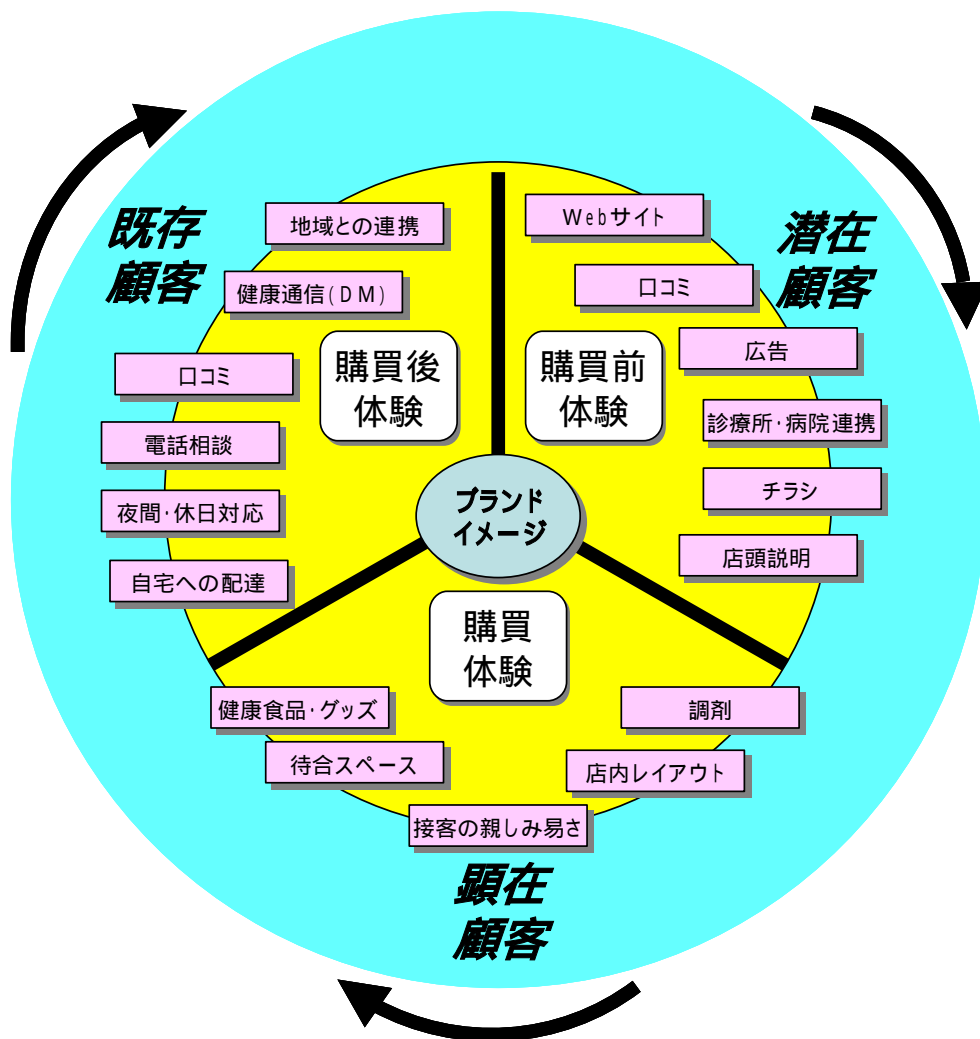 既存
顧客
潜在
顧客
顕在
顧客
地域との連携
健康通信(DM)
口コミ
電話相談
夜間・休日対応
自宅への配達
購買後
体験
Webサイト
口コミ
広告
診療所・病院連携
チラシ
店頭説明
購買前
体験
ブランド
イメージ
購買
体験
健康食品・グッズ
待合スペース
接客の親しみ易さ
店内レイアウト
調剤